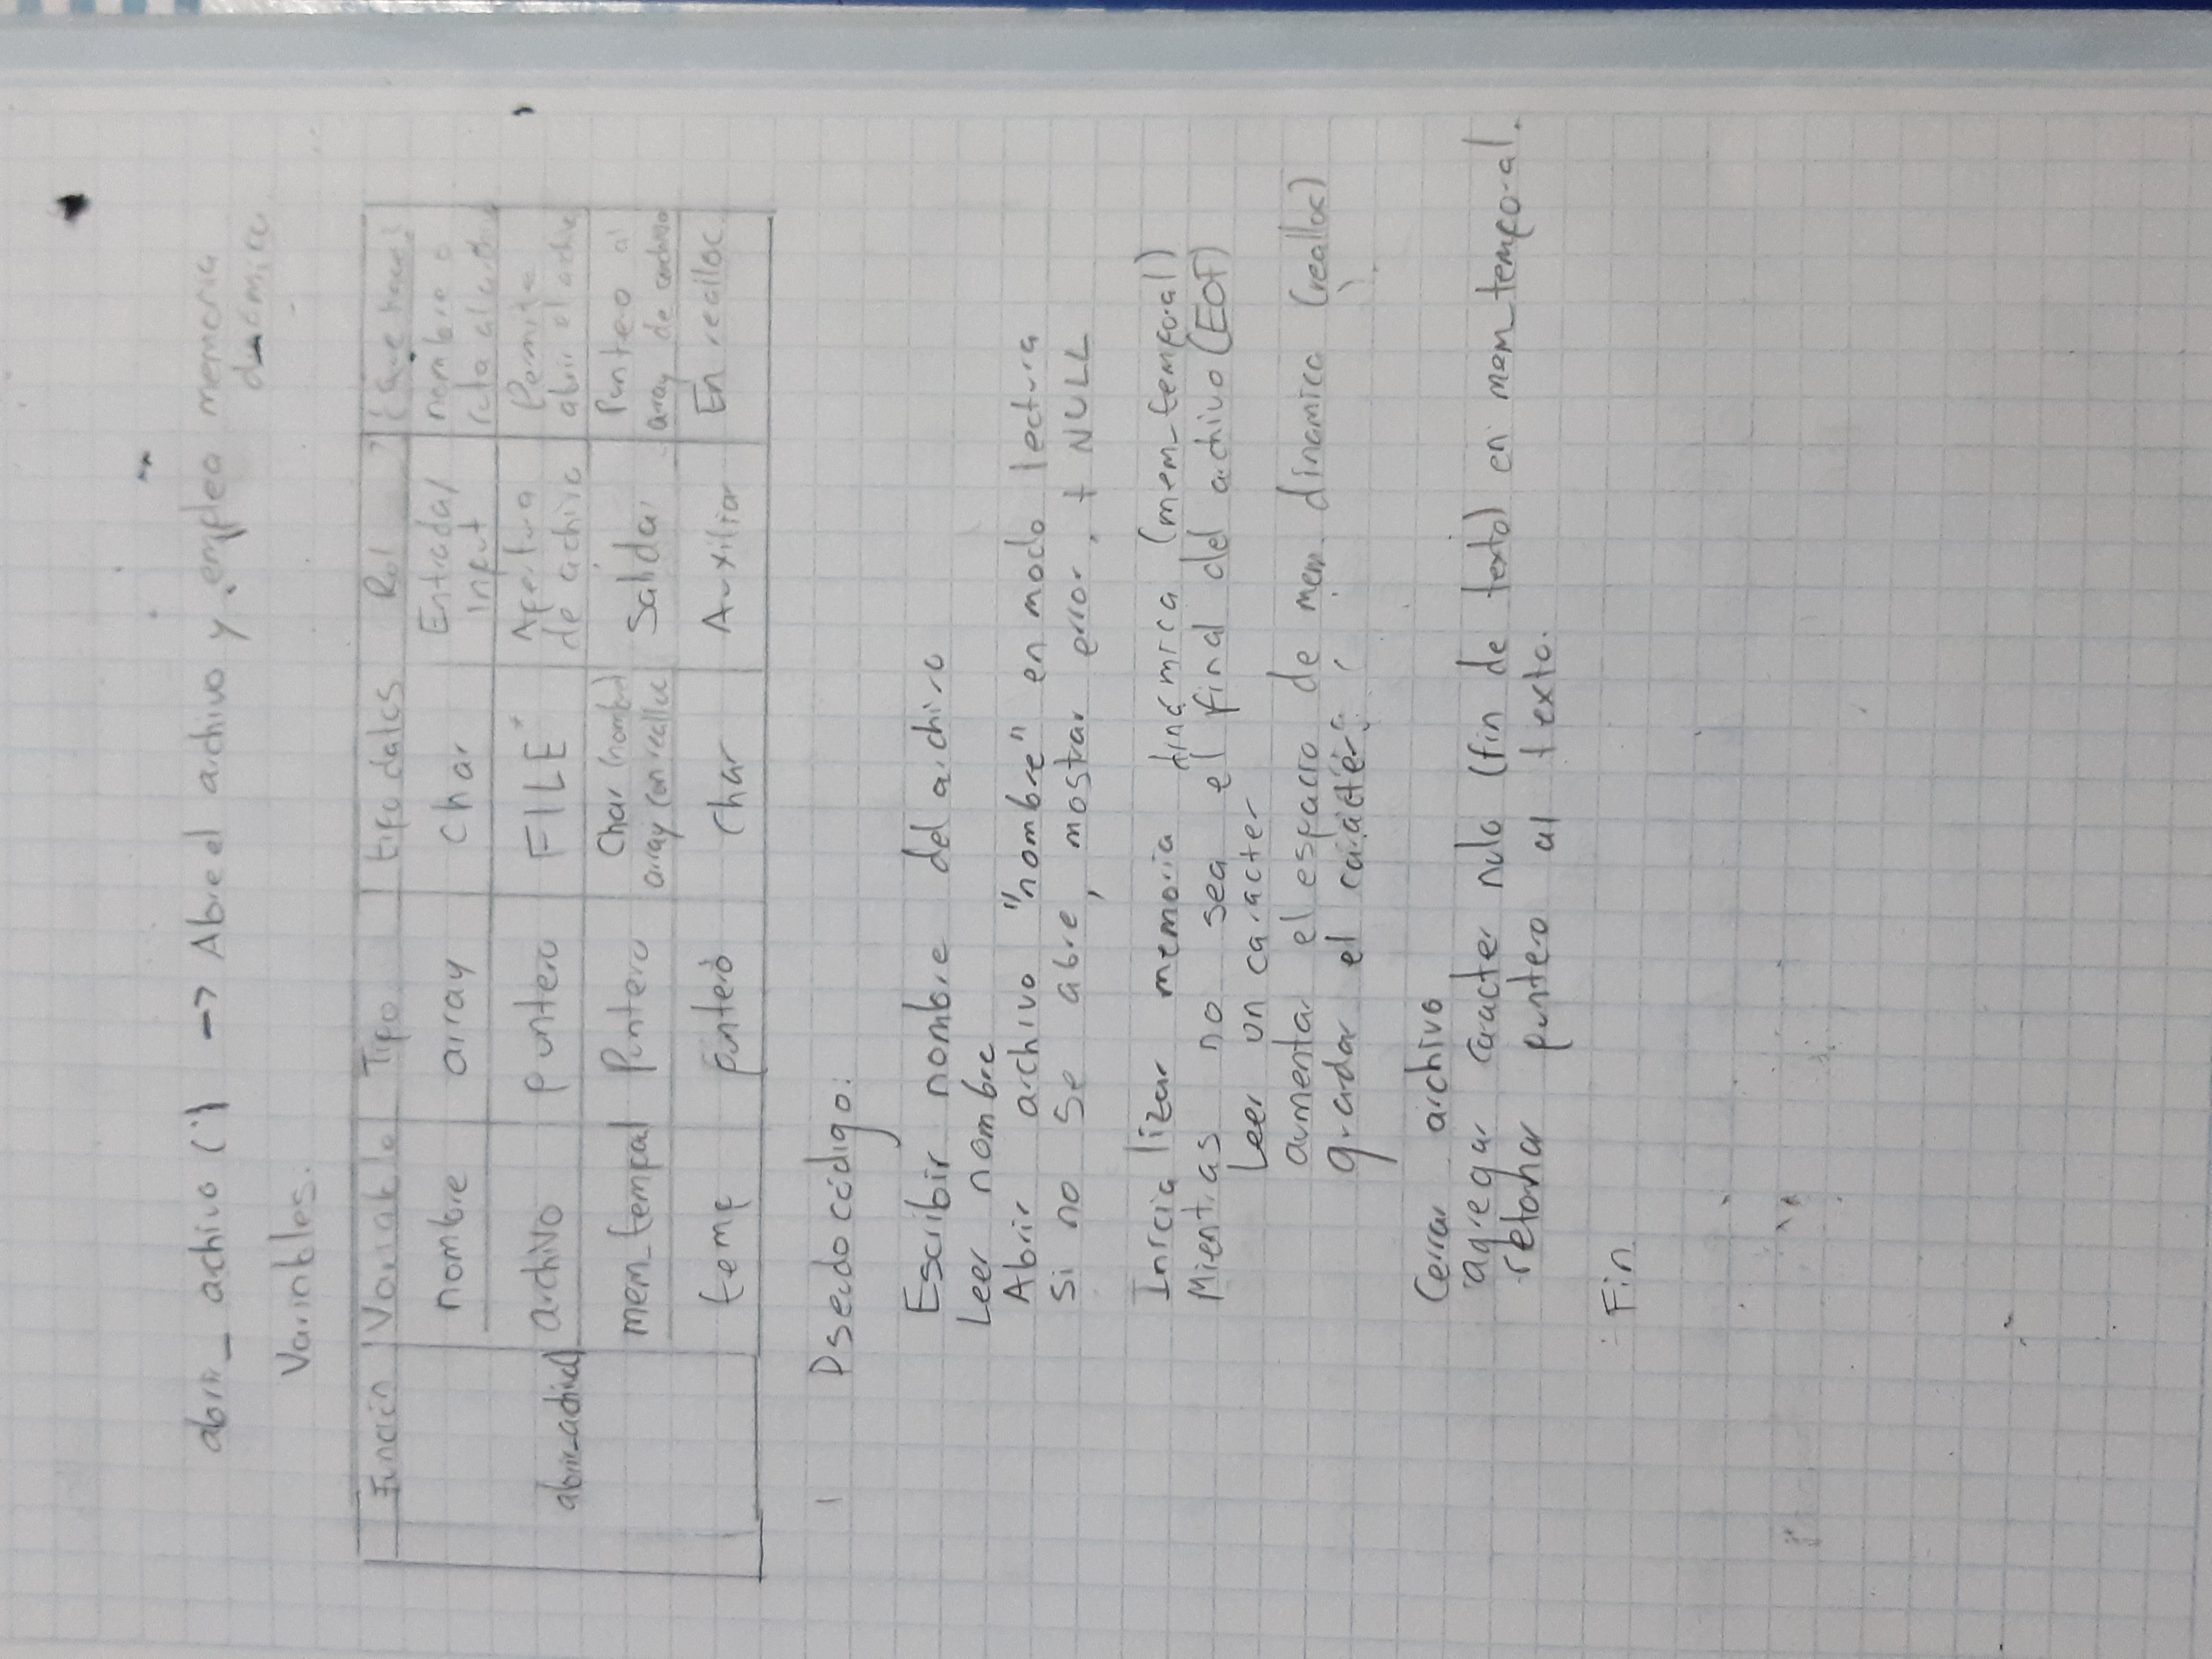 abrir_archivo() -> Abre el archivo y emplea memoria
dinámica
Variables.
Función Variable Tipo tipo datos Rol ¿Qué hace?
nombre array char Entrada/ nombre o
Input ruta al archivo
abrir_archivo() archivo puntero FILE* Apertura Permite
de archivo abrir el archivo
mem_temporal Puntero Char (nombre) Salida Puntero al
array con realloc array de archivo
temp puntero char Auxiliar En realloc
Pseudocódigo:
Escribir nombre del archivo
Leer nombre
Abrir archivo "nombre" en modo lectura
Si no se abre, mostrar error. + NULL
Inicializar memoria dinámica (mem_temporal)
Mientras no sea el final del archivo (EOF)
Leer un caracter
aumentar el espacio de mem. dinamica (realloc)
guardar el caracter
Cerrar archivo
agregar caracter nulo (fin de texto) en mem_temporal.
retornar puntero al texto.
Fin